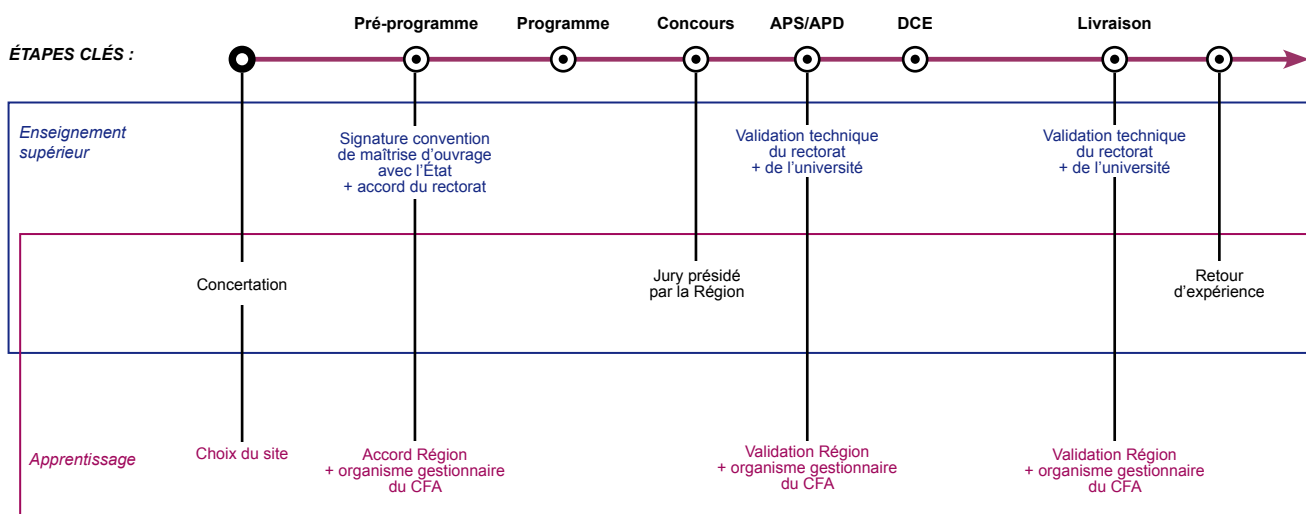 Pré-programme
Programme
Concours
APS/APD
DCE
Livraison
ÉTAPES CLÉS :
Enseignement
supérieur
Signature convention
de maîtrise d'ouvrage
avec l'État
+ accord du rectorat
Validation technique
du rectorat
+ de l'université
Validation technique
du rectorat
+ de l'université
Concertation
Jury présidé
par la Région
Retour
d'expérience
Apprentissage
Choix du site
Accord Région
+ organisme gestionnaire
du CFA
Validation Région
+ organisme gestionnaire
du CFA
Validation Région
+ organisme gestionnaire
du CFA